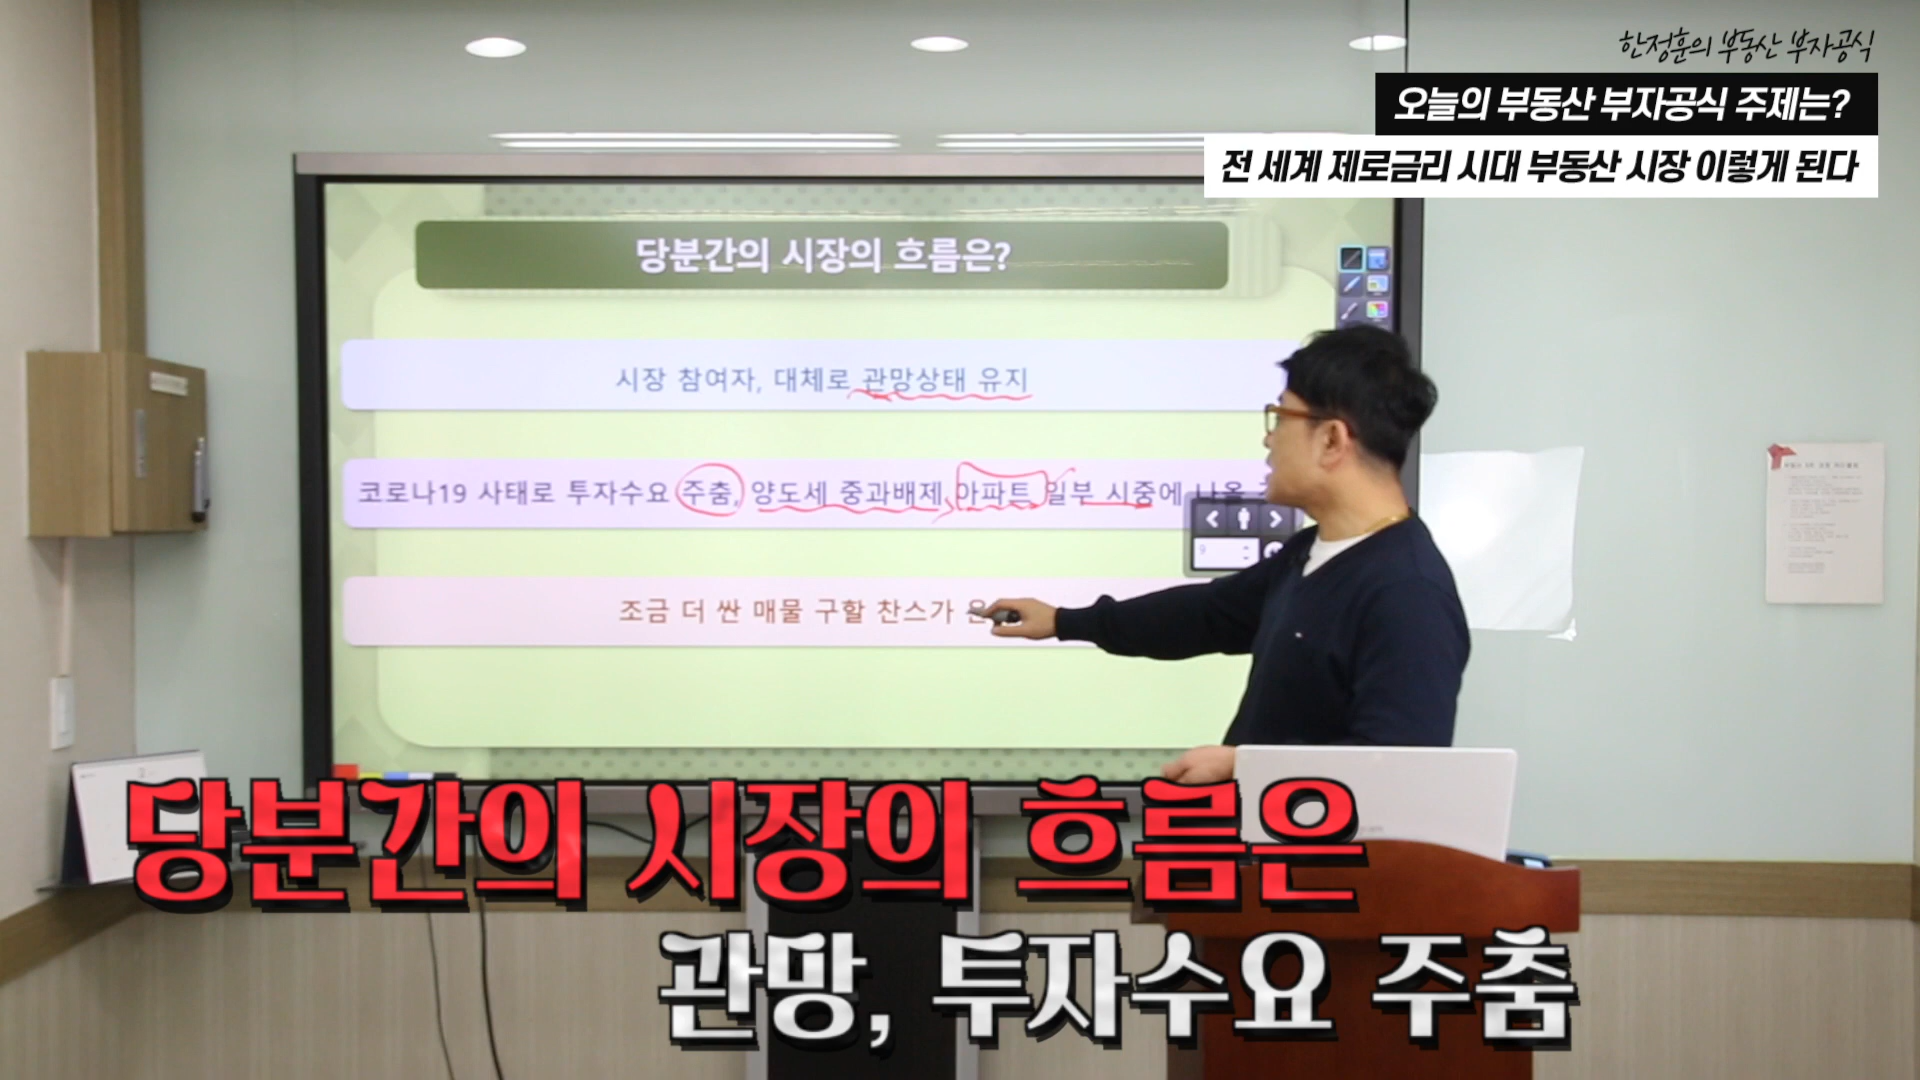 한정훈의 부동산 부자공식
오늘의 부동산 부자공식 주제는?
전 세계 제로금리 시대 부동산 시장 이렇게 된다
당분간의 시장의 흐름은?
시장 참여자, 대체로 관망상태 유지
코로나19 사태로 투자수요 주춤, 양도세 중과배제 아파트 일부 시중에 나올
조금 더 싼 매물 구할 찬스가
9
당분간의 시장의 흐름은
관망, 투자수요 주춤